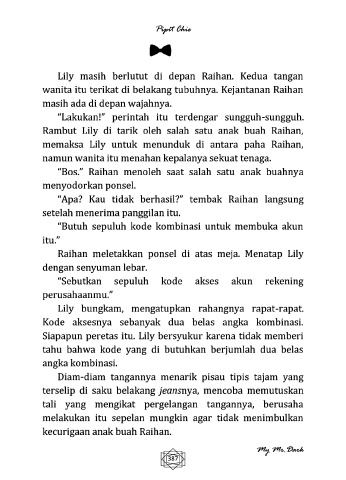 Pipit Chie
Lily masih berlutut di depan Raihan. Kedua tangan
wanita itu terikat di belakang tubuhnya. Kejantanan Raihan
masih ada di depan wajahnya.
"Lakukan!" perintah itu terdengar sungguh-sungguh.
Rambut Lily di tarik oleh salah satu anak buah Raihan,
memaksa Lily untuk menunduk di antara paha Raihan,
namun wanita itu menahan kepalanya sekuat tenaga.
"Bos." Raihan menoleh saat salah satu anak buahnya
menyodorkan ponsel.
"Apa? Kau tidak berhasil?" tembak Raihan langsung
setelah menerima panggilan itu.
"Butuh sepuluh kode kombinasi untuk membuka akun
itu."
Raihan meletakkan ponsel di atas meja. Menatap Lily
dengan senyuman lebar.
"Sebutkan sepuluh kode akses akun rekening
perusahaanmu."
Lily bungkam, mengatupkan rahangnya rapat-rapat.
Kode aksesnya sebanyak dua belas angka kombinasi.
Siapapun peretas itu. Lily bersyukur karena tidak memberi
tahu bahwa kode yang di butuhkan berjumlah dua belas
angka kombinasi.
Diam-diam tangannya menarik pisau tipis tajam yang
terselip di saku belakang jeansnya, mencoba memutuskan
tali yang mengikat pergelangan tangannya, berusaha
melakukan itu sepelan mungkin agar tidak menimbulkan
kecurigaan anak buah Raihan.
My Mr. Dark
387